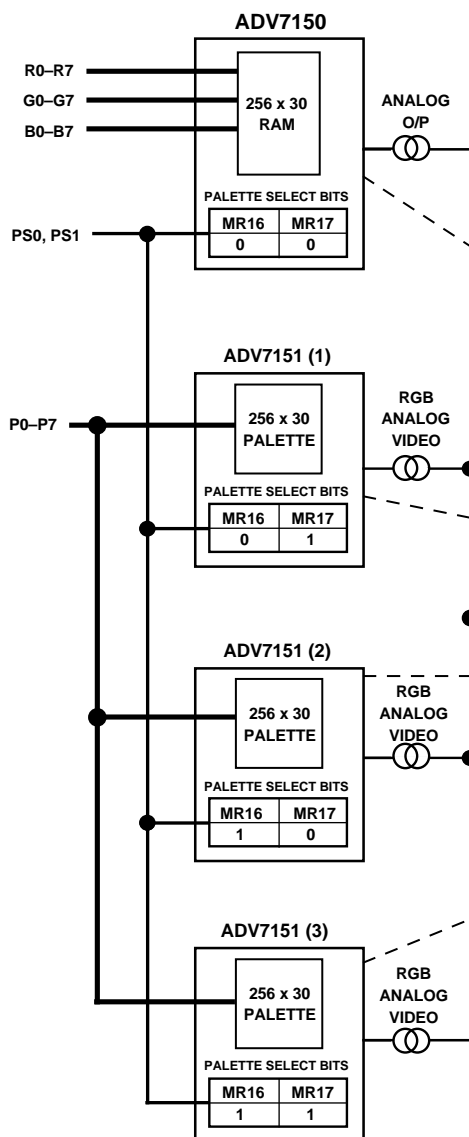 ADV7150
R0–R7
G0–G7
B0–B7
256 x 30
RAM
ANALOG
O/P
PALETTE SELECT BITS
PS0, PS1
MR16 MR17
0 0
ADV7151 (1)
P0–P7
256 x 30
PALETTE
RGB
ANALOG
VIDEO
PALETTE SELECT BITS
MR16 MR17
0 1
ADV7151 (2)
256 x 30
PALETTE
RGB
ANALOG
VIDEO
PALETTE SELECT BITS
MR16 MR17
1 0
ADV7151 (3)
256 x 30
PALETTE
RGB
ANALOG
VIDEO
PALETTE SELECT BITS
MR16 MR17
1 1